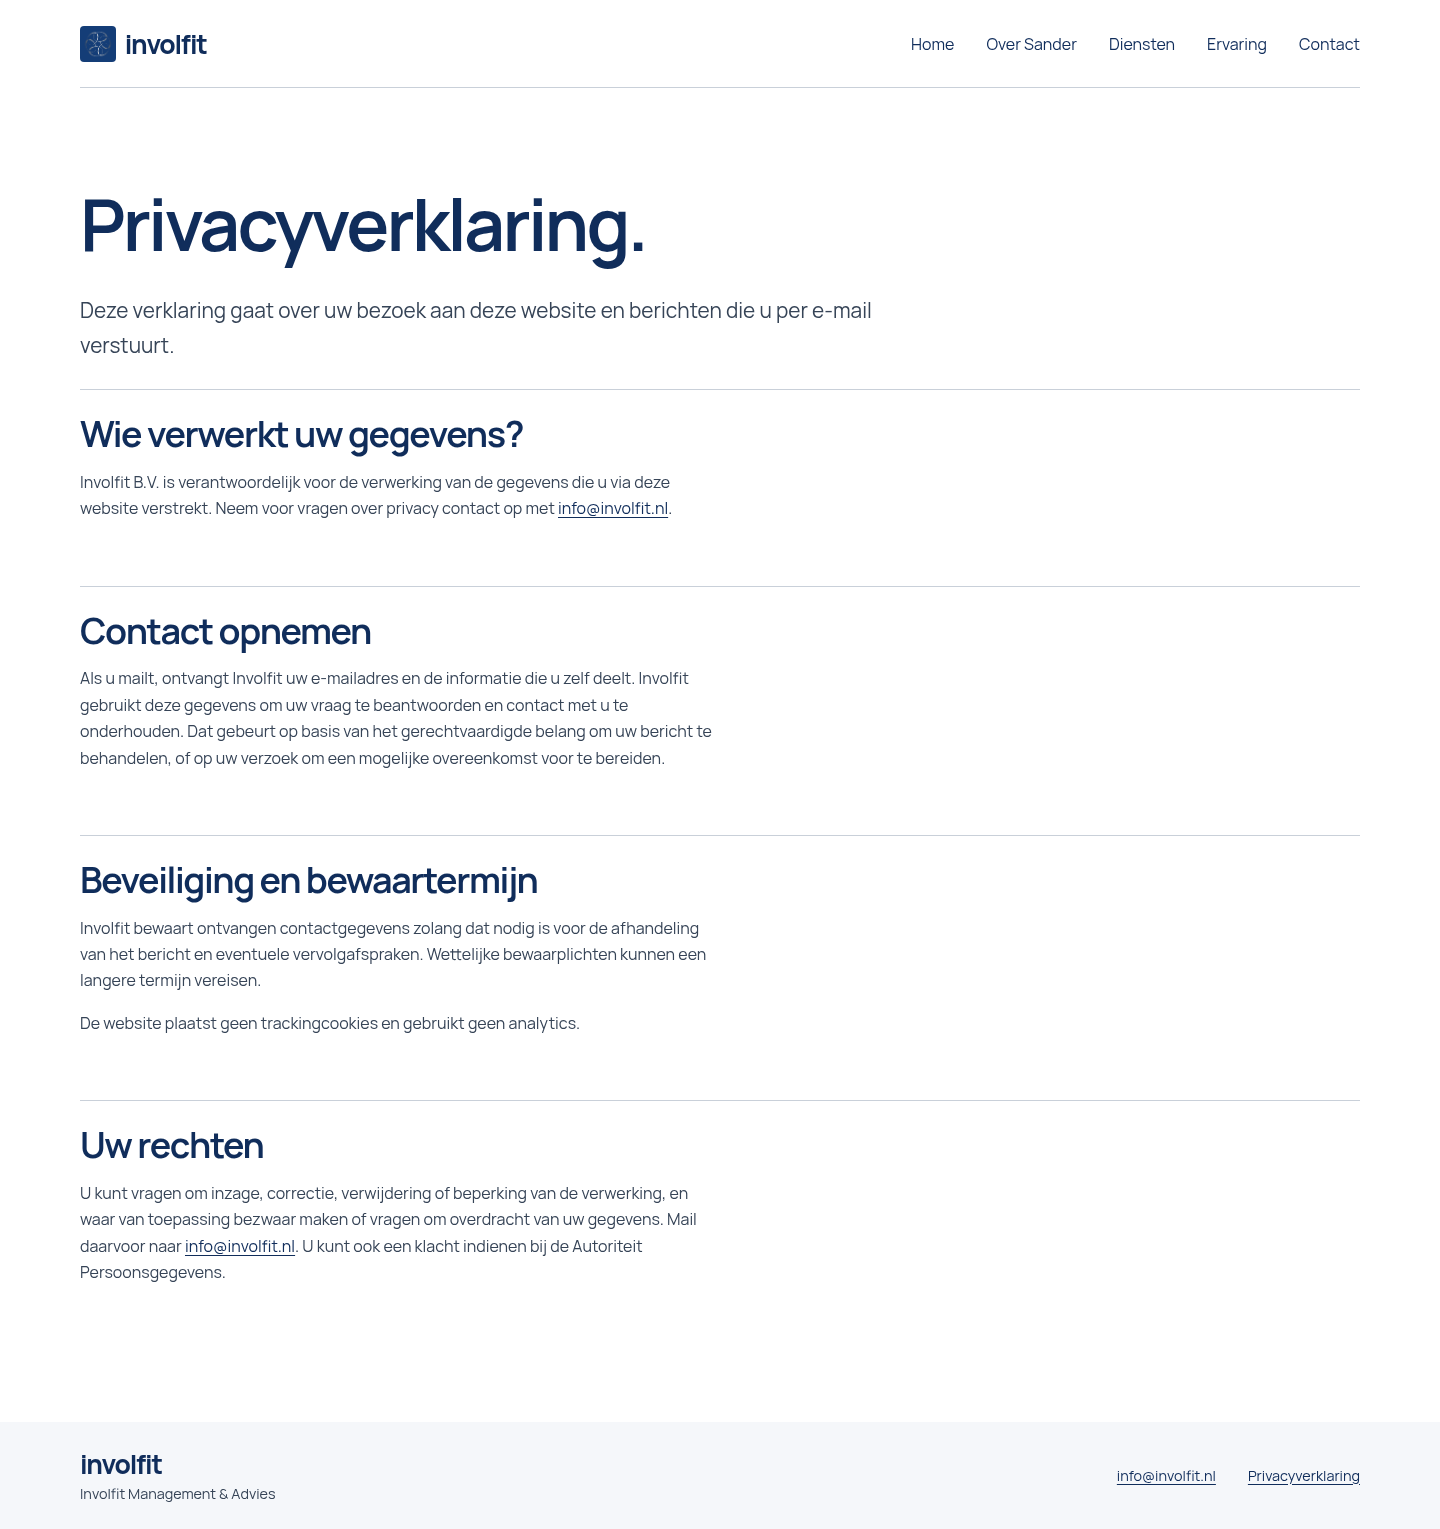 involfit
Home Over Sander Diensten Ervaring Contact
Privacyverklaring.
Deze verklaring gaat over uw bezoek aan deze website en berichten die u per e-mail
verstuurt.
Wie verwerkt uw gegevens?
Involfit B.V. is verantwoordelijk voor de verwerking van de gegevens die u via deze
website verstrekt. Neem voor vragen over privacy contact op met info@involfit.nl.
Contact opnemen
Als u mailt, ontvangt Involfit uw e-mailadres en de informatie die u zelf deelt. Involfit
gebruikt deze gegevens om uw vraag te beantwoorden en contact met u te
onderhouden. Dat gebeurt op basis van het gerechtvaardigde belang om uw bericht te
behandelen, of op uw verzoek om een mogelijke overeenkomst voor te bereiden.
Beveiliging en bewaartermijn
Involfit bewaart ontvangen contactgegevens zolang dat nodig is voor de afhandeling
van het bericht en eventuele vervolgafspraken. Wettelijke bewaarplichten kunnen een
langere termijn vereisen.
De website plaatst geen trackingcookies en gebruikt geen analytics.
Uw rechten
U kunt vragen om inzage, correctie, verwijdering of beperking van de verwerking, en
waar van toepassing bezwaar maken of vragen om overdracht van uw gegevens. Mail
daarvoor naar info@involfit.nl. U kunt ook een klacht indienen bij de Autoriteit
Persoonsgegevens.
involfit
Involfit Management & Advies
info@involfit.nl Privacyverklaring